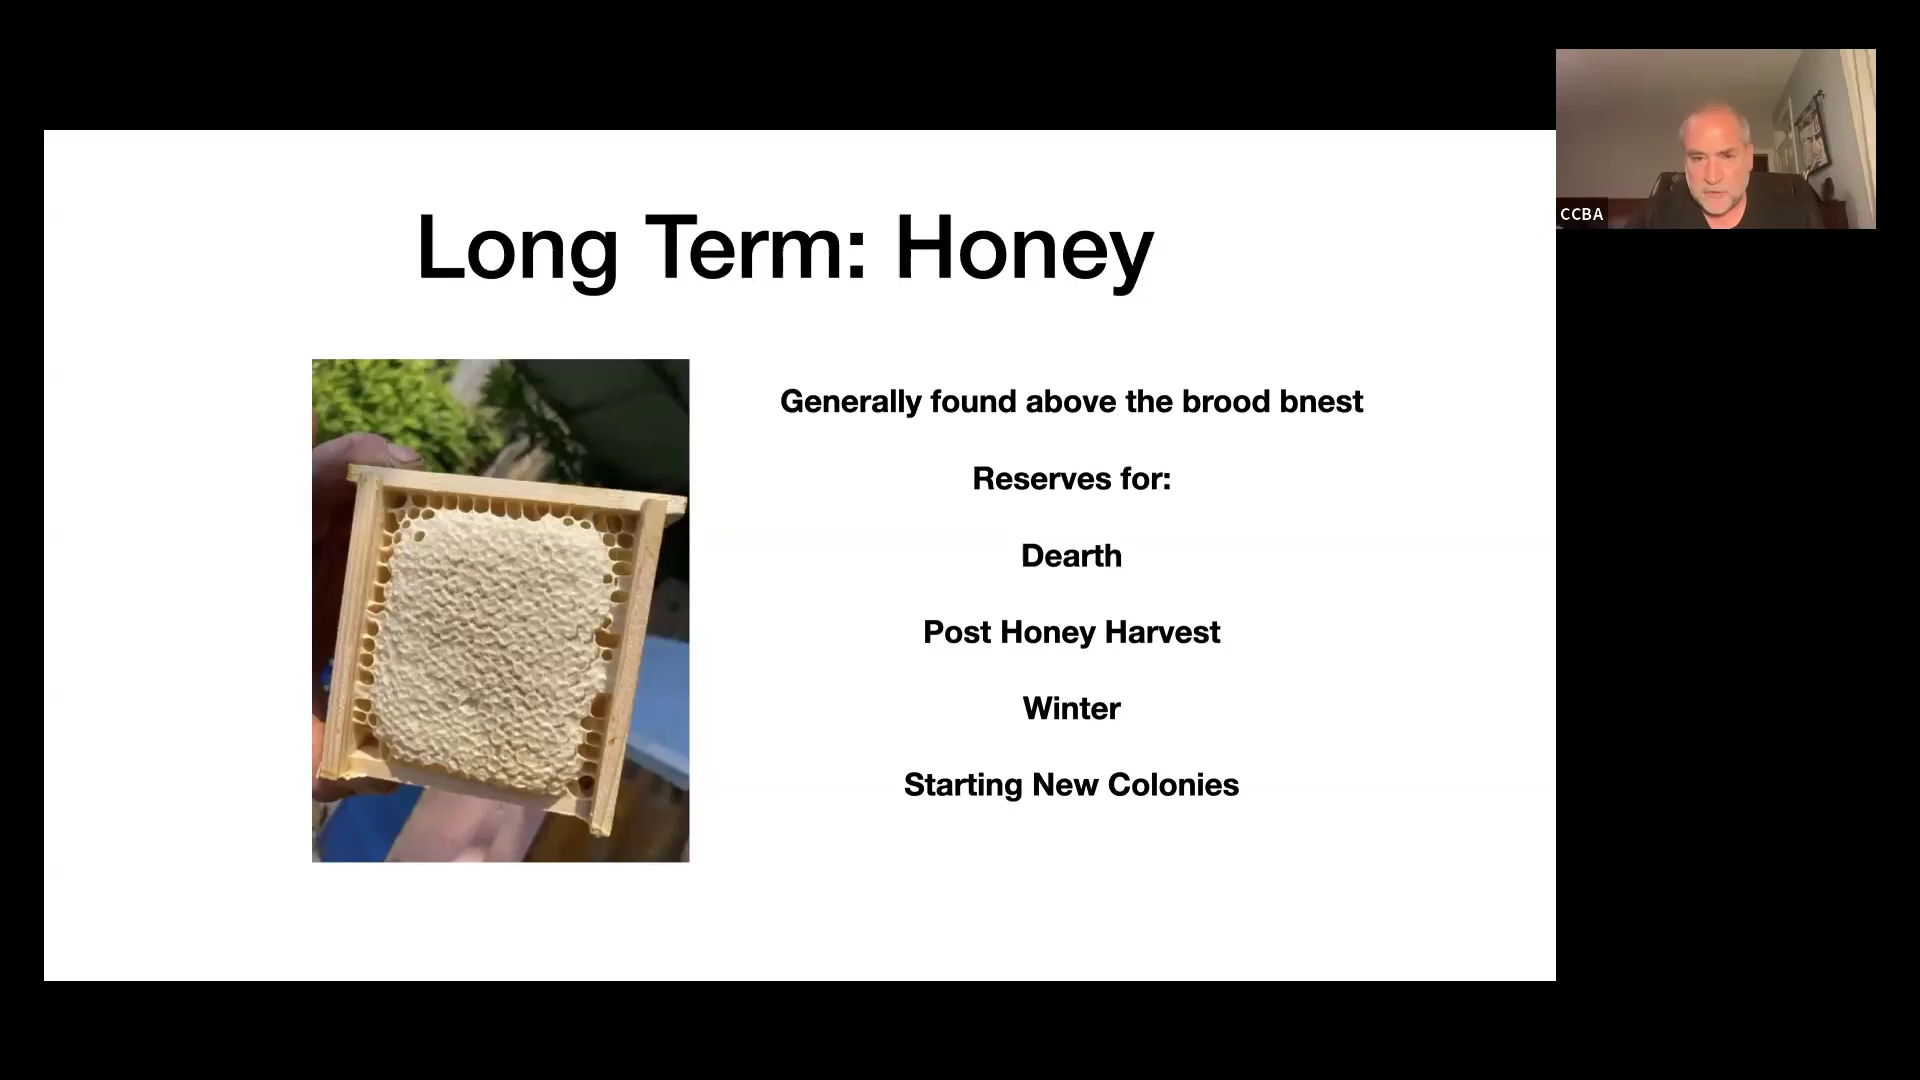 Long Term: Honey
Generally found above the brood bnest
Reserves for:
Dearth
Post Honey Harvest
Winter
Starting New Colonies
CCBA